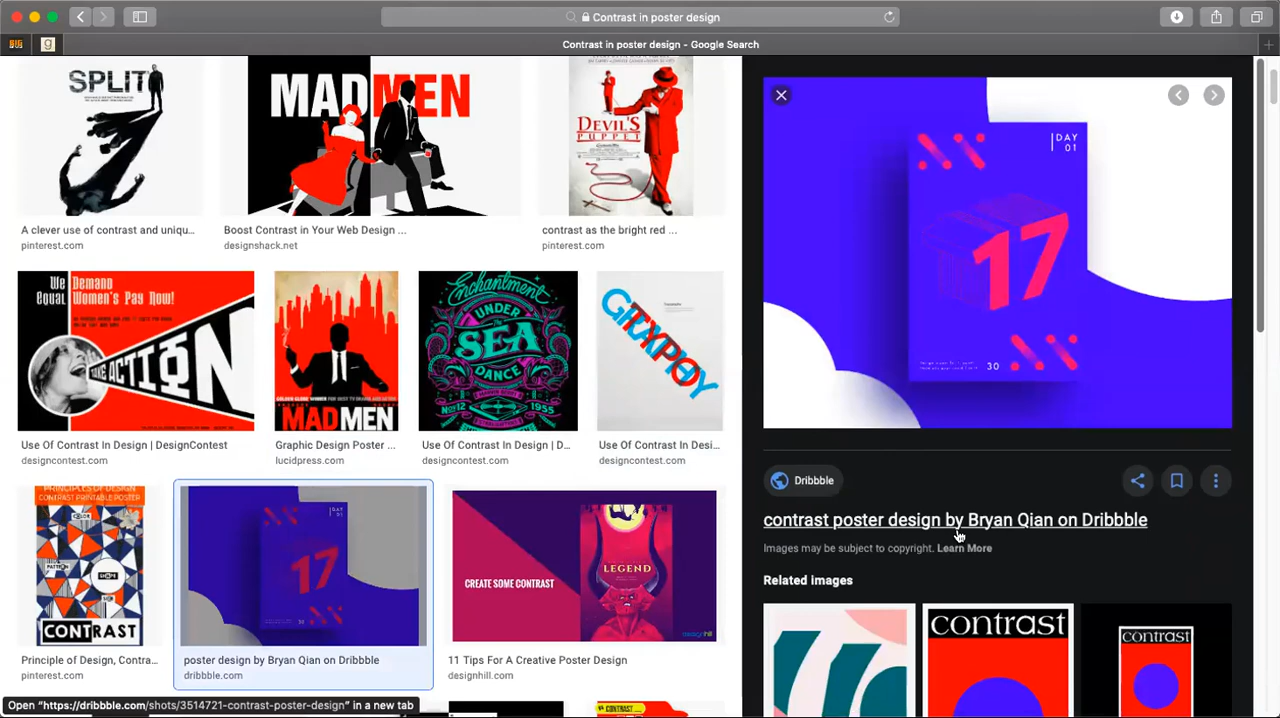 Contrast in poster design
g
Contrast in poster design - Google Search
SPLIT
A clever use of contrast and uniqu...
pinterest.com
MADMEN
Boost Contrast in Your Web Design ...
designshack.net
DEVIL'S
PUPPET
contrast as the bright red ...
pinterest.com
We Demand
Equal Women's Pay Now!
TAKE ACTION
Use Of Contrast In Design | DesignContest
designcontest.com
MAD MEN
Graphic Design Poster ...
lucidpress.com
Enchantment
UNDER
The
SEA
DANCE
NOV12 1955
Use Of Contrast In Design | D...
designcontest.com
Use Of Contrast In Desi...
designcontest.com
PRINCIPLES OF DESIGN
CONTRAST PRINTABLE POSTER
COLOR
CONTRAST
Principle of Design, Contra...
pinterest.com
17
poster design by Bryan Qian on Dribbble
dribbble.com
CREATE SOME CONTRAST
LEGEND
designhill
11 Tips For A Creative Poster Design
designhill.com
DAY
01
17
30
Dribbble
contrast poster design by Bryan Qian on Dribbble
Images may be subject to copyright. Learn More
Related images
contrast
contrast
CONTRAST
Open "https://dribbble.com/shots/3514721-contrast-poster-design" in a new tab